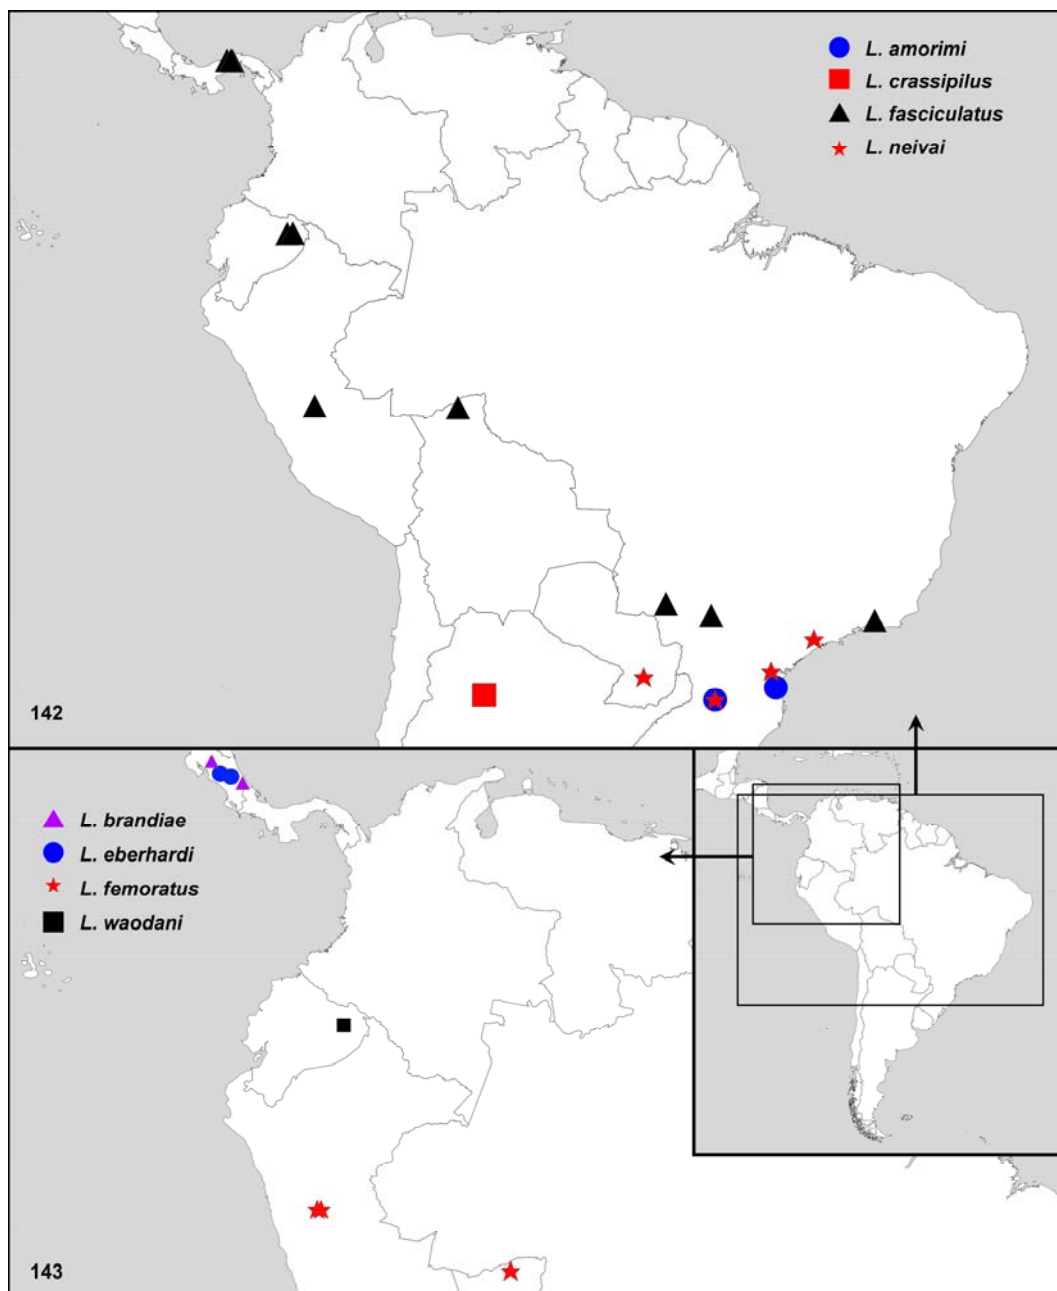 L. amorimi
L. crassipilus
L. fasciculatus
L. neivai
142
L. brandiae
L. eberhardi
L. femoratus
L. waodani
143